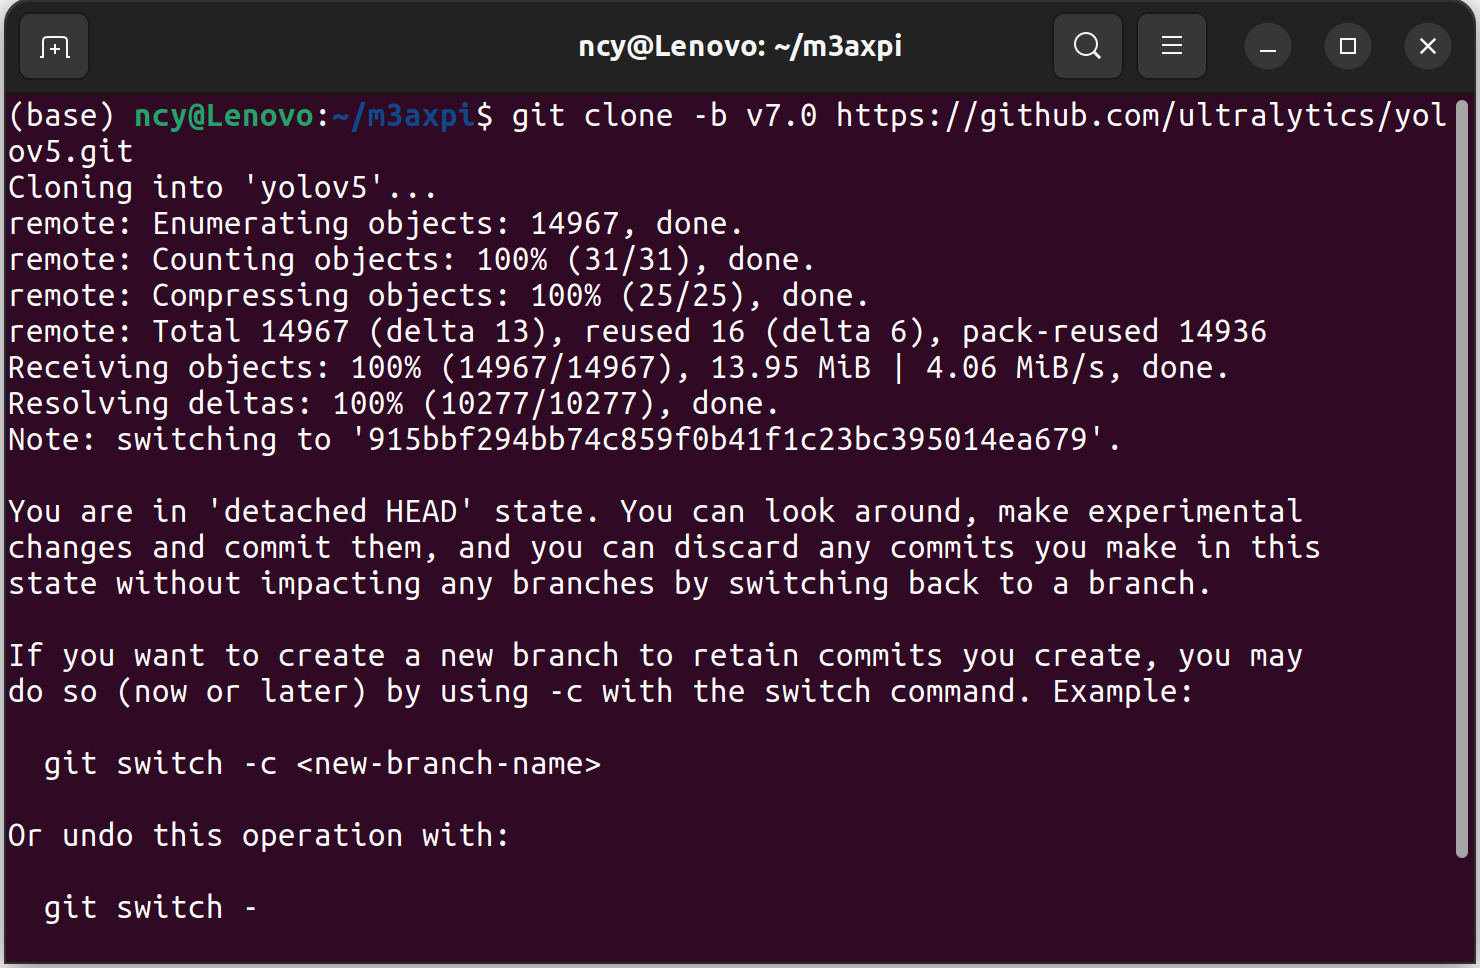 ncy@Lenovo: ~/m3axpi
(base) ncy@Lenovo:~/m3axpi$ git clone -b v7.0 https://github.com/ultralytics/yol
ov5.git
Cloning into 'yolov5'...
remote: Enumerating objects: 14967, done.
remote: Counting objects: 100% (31/31), done.
remote: Compressing objects: 100% (25/25), done.
remote: Total 14967 (delta 13), reused 16 (delta 6), pack-reused 14936
Receiving objects: 100% (14967/14967), 13.95 MiB | 4.06 MiB/s, done.
Resolving deltas: 100% (10277/10277), done.
Note: switching to '915bbf294bb74c859f0b41f1c23bc395014ea679'.

You are in 'detached HEAD' state. You can look around, make experimental
changes and commit them, and you can discard any commits you make in this
state without impacting any branches by switching back to a branch.

If you want to create a new branch to retain commits you create, you may
do so (now or later) by using -c with the switch command. Example:

  git switch -c <new-branch-name>

Or undo this operation with:

  git switch -